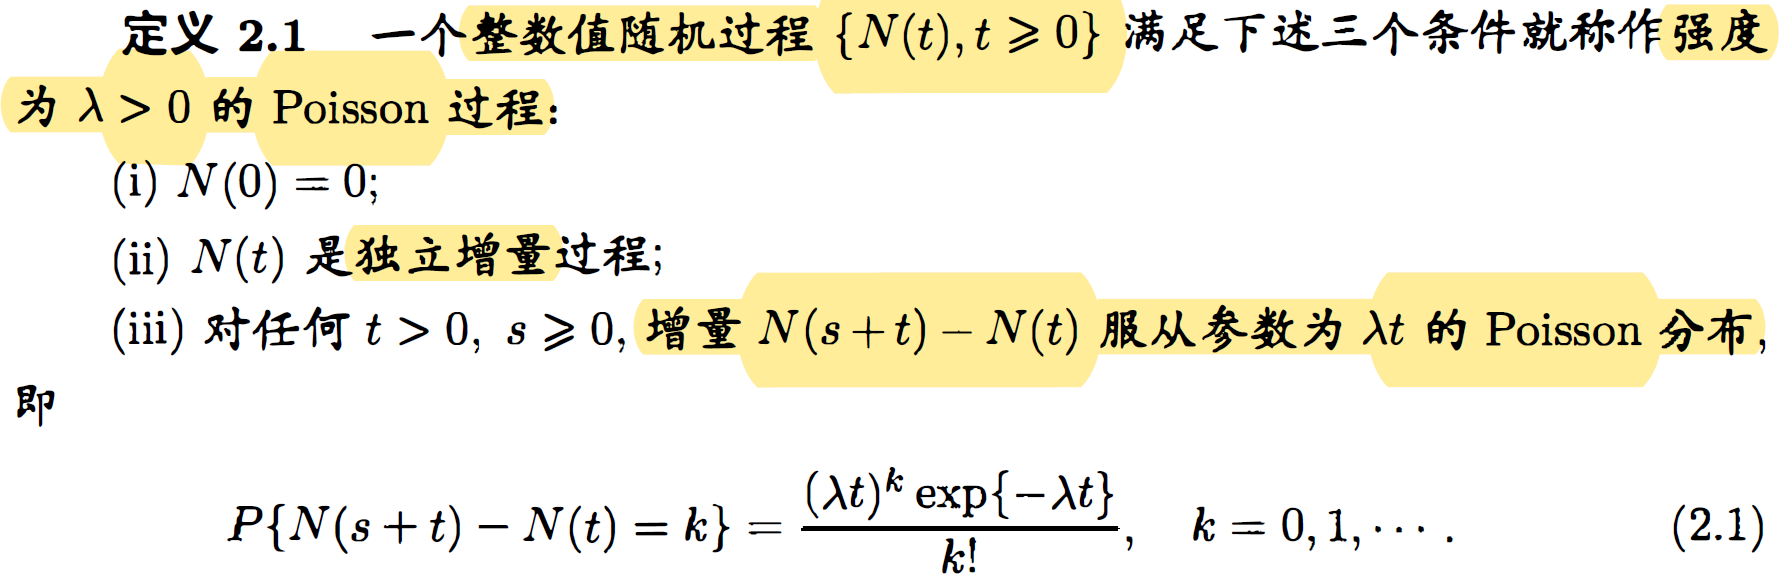 定义 2.1 一个整数值随机过程 {N(t), t ⩾ 0} 满足下述三个条件就称作强度
为 λ > 0 的 Poisson 过程:
(i) N(0) = 0;
(ii) N(t) 是独立增量过程;
(iii) 对任何 t > 0, s ⩾ 0, 增量 N(s + t) − N(t) 服从参数为 λt 的 Poisson 分布,
即
P{N(s + t) − N(t) = k} = (λt)^k exp{−λt} / k!, k = 0, 1, ⋯ . (2.1)